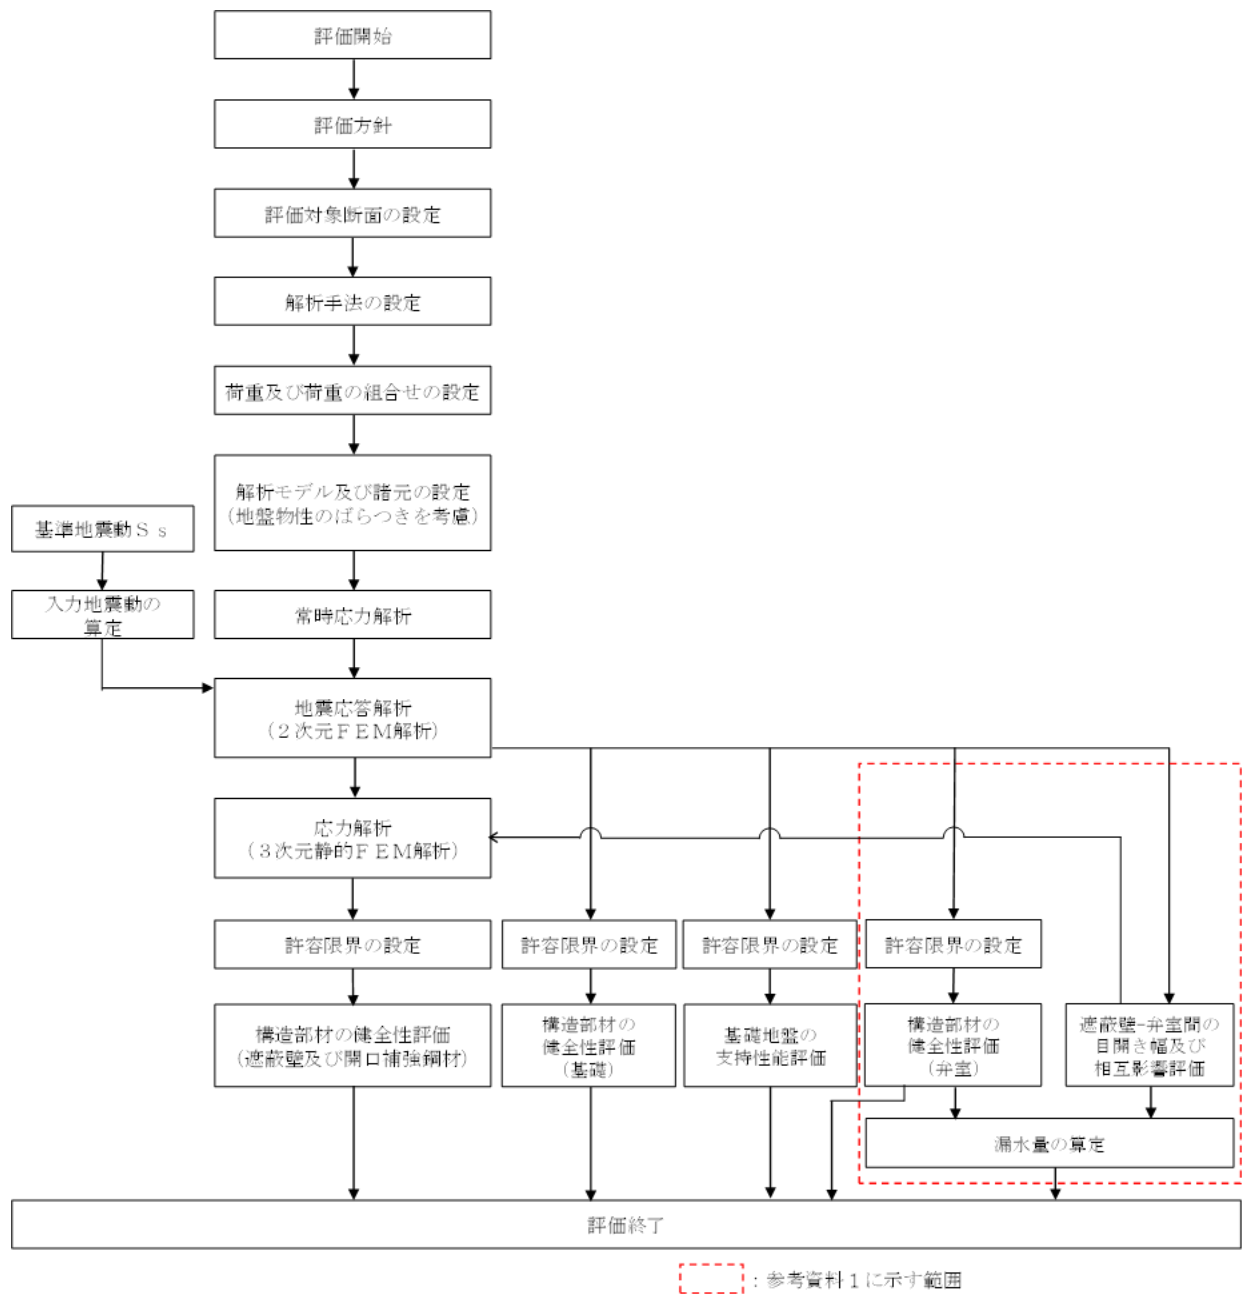 評価開始
評価方針
評価対象断面の設定
解析手法の設定
荷重及び荷重の組合せの設定
解析モデル及び諸元の設定
(地盤物性のばらつきを考慮)
基準地震動Ｓｓ
入力地震動の
算定
常時応力解析
地震応答解析
(２次元ＦＥＭ解析)
応力解析
(３次元静的ＦＥＭ解析)
許容限界の設定
許容限界の設定
許容限界の設定
許容限界の設定
構造部材の健全性評価
(遮蔽壁及び開口補強鋼材)
構造部材の
健全性評価
(基礎)
基礎地盤の
支持性能評価
構造部材の
健全性評価
(弁室)
遮蔽壁-弁室間の
目開き幅及び
相互影響評価
漏水量の算定
評価終了
：参考資料１に示す範囲